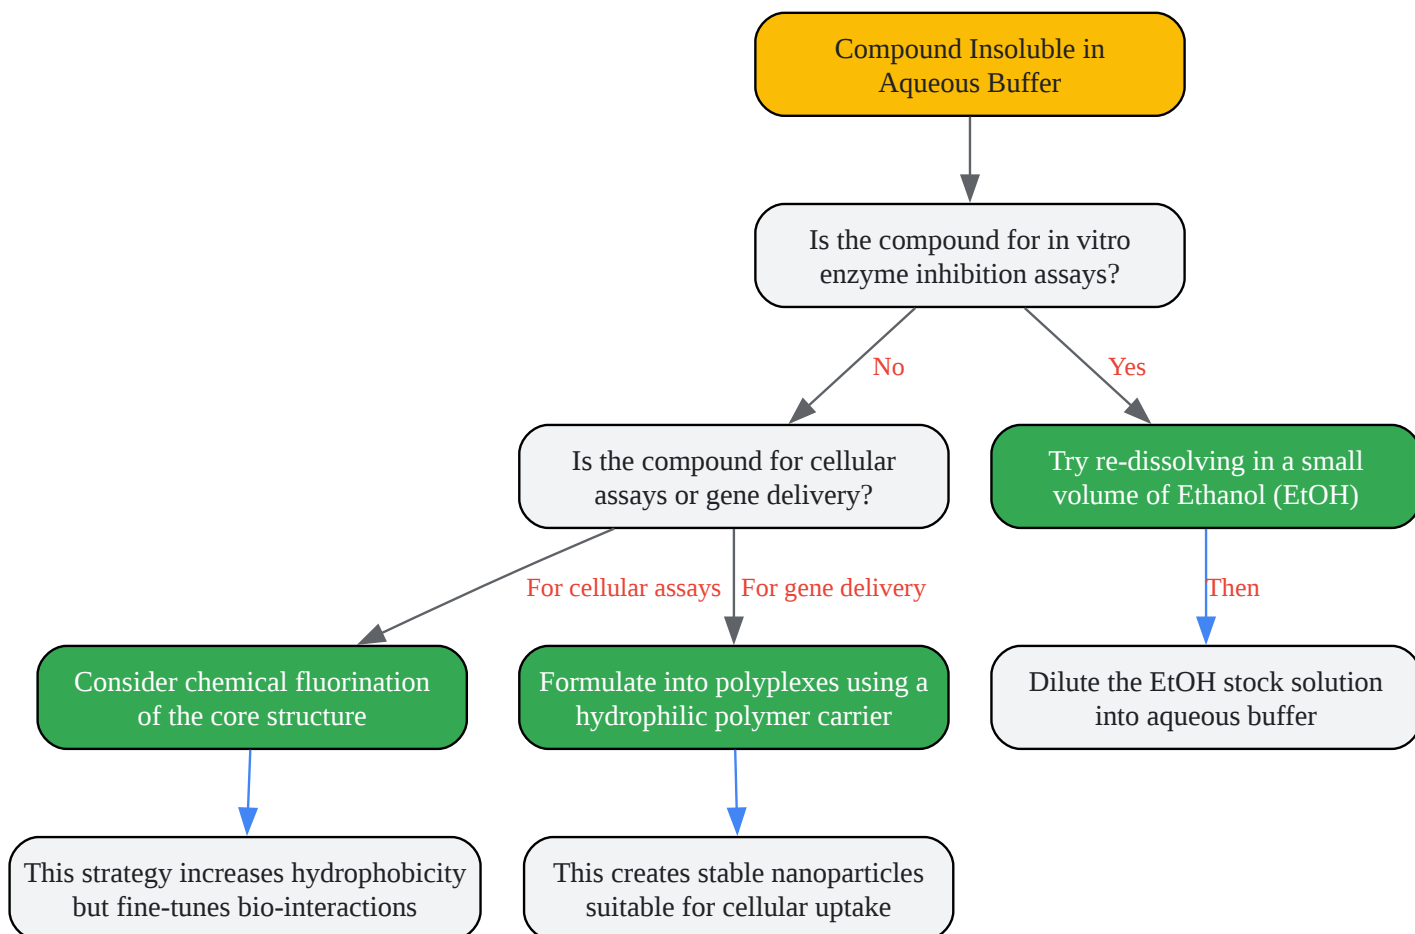 Compound Insoluble in
Aqueous Buffer
Is the compound for in vitro
enzyme inhibition assays?
No
Yes
Is the compound for cellular
assays or gene delivery?
Try re-dissolving in a small
volume of Ethanol (EtOH)
For cellular assays
For gene delivery
Then
Consider chemical fluorination
of the core structure
Formulate into polyplexes using a
hydrophilic polymer carrier
Dilute the EtOH stock solution
into aqueous buffer
This strategy increases hydrophobicity
but fine-tunes bio-interactions
This creates stable nanoparticles
suitable for cellular uptake